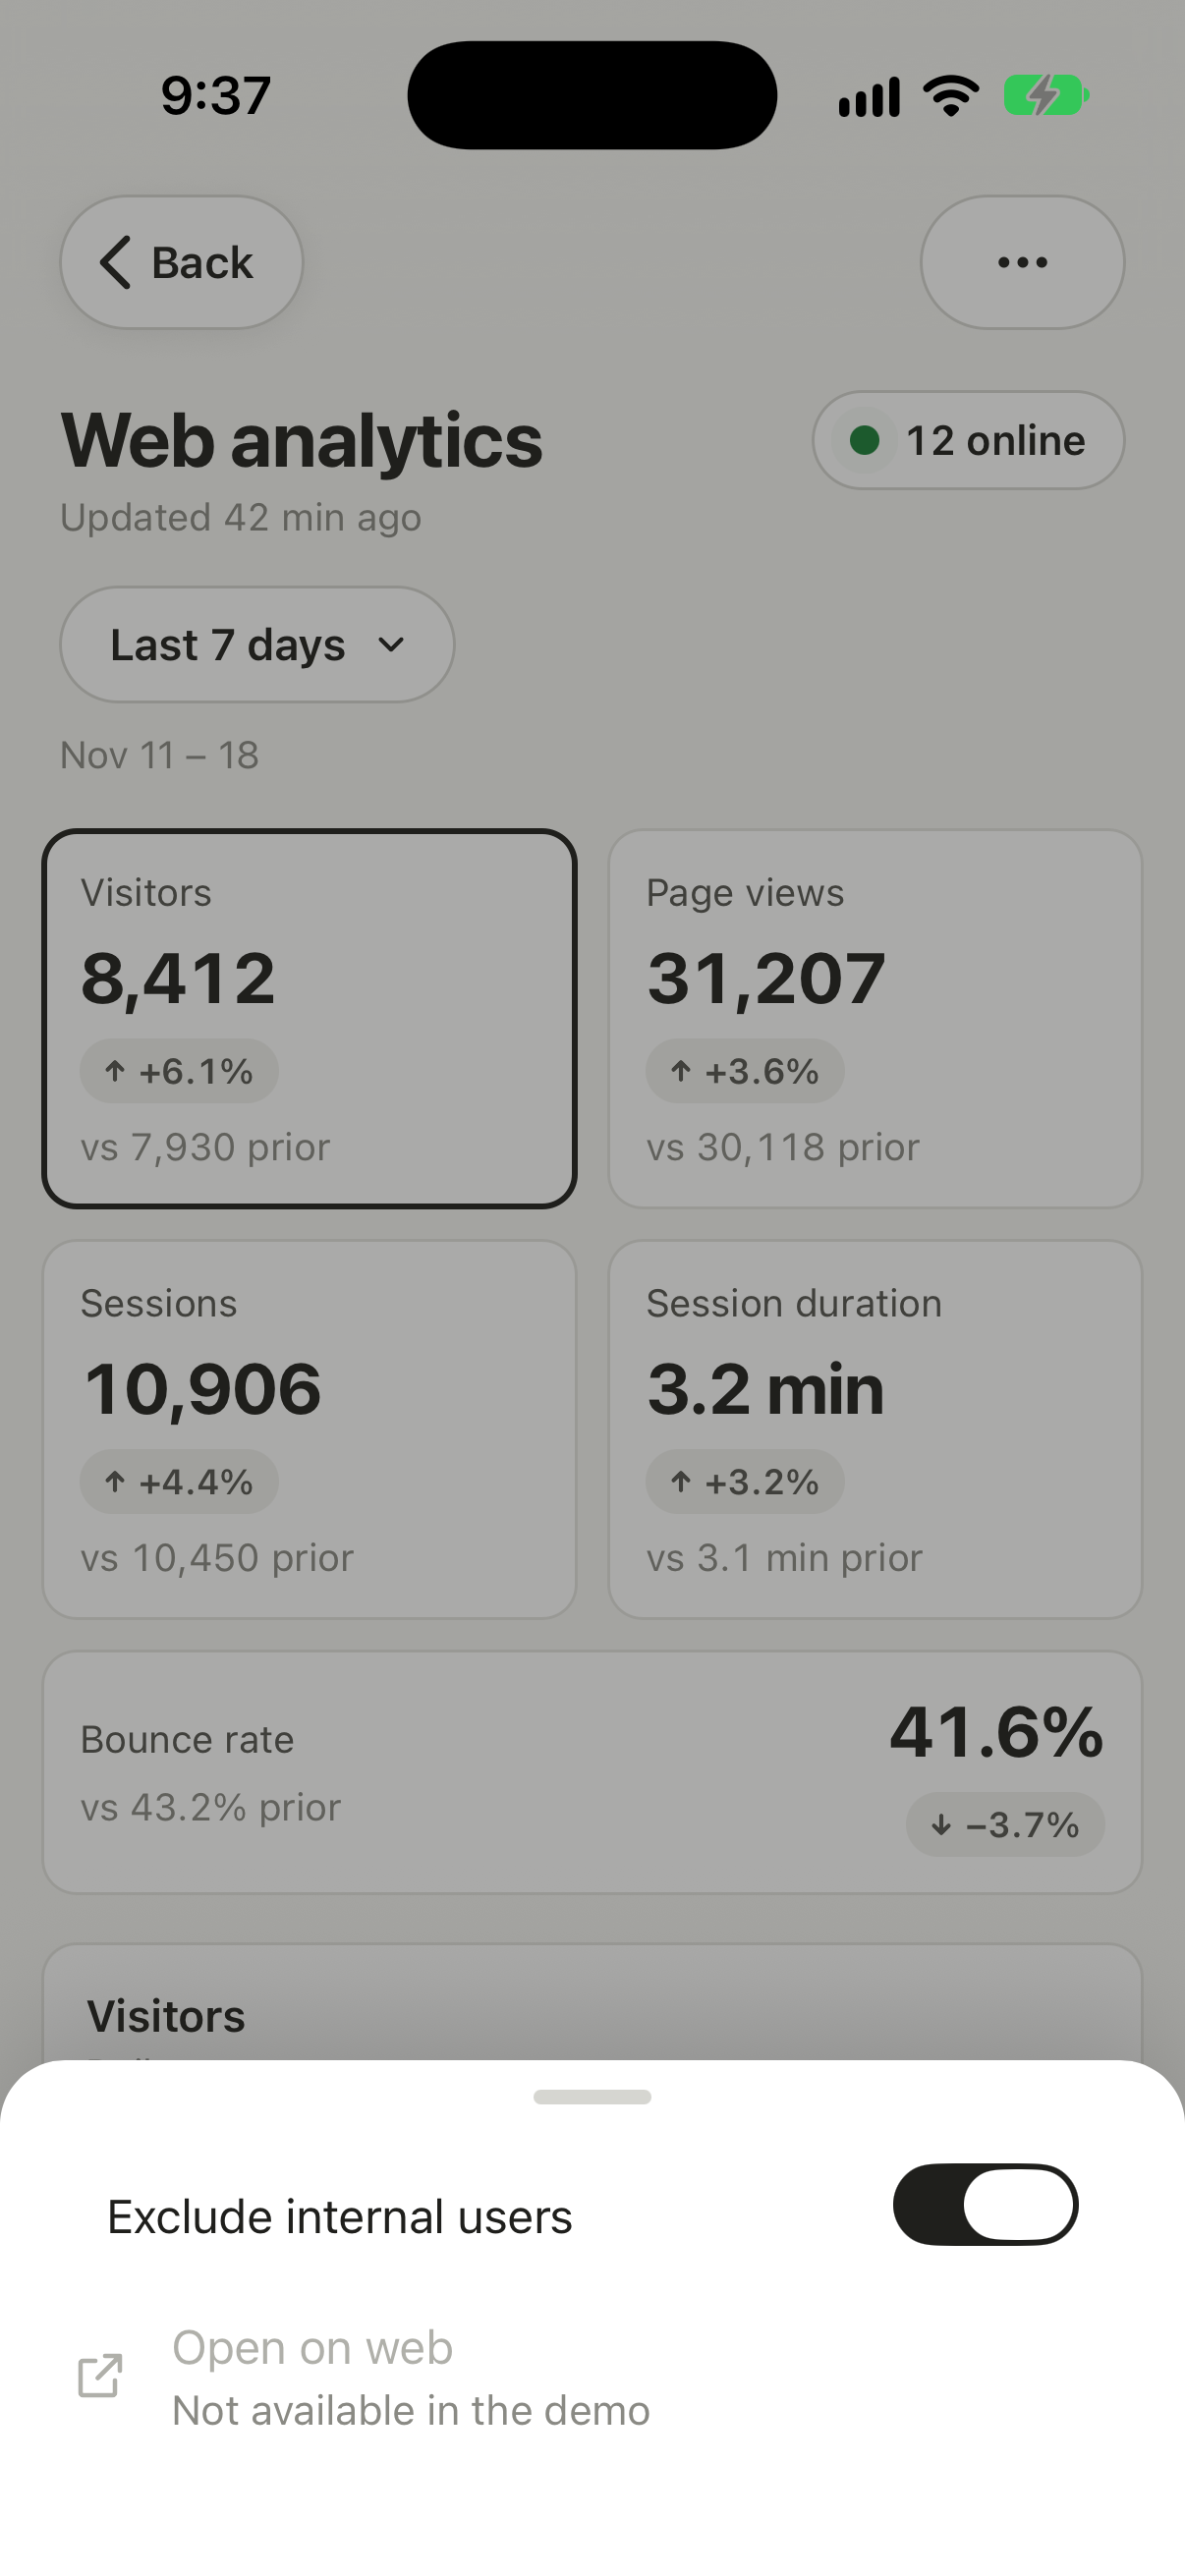 9:37
Back
Web analytics
12 online
Updated 42 min ago
Last 7 days
Nov 11 – 18
Visitors
8,412
↑ +6.1%
vs 7,930 prior
Page views
31,207
↑ +3.6%
vs 30,118 prior
Sessions
10,906
↑ +4.4%
vs 10,450 prior
Session duration
3.2 min
↑ +3.2%
vs 3.1 min prior
Bounce rate
41.6%
vs 43.2% prior
↓ −3.7%
Visitors
Exclude internal users
Open on web
Not available in the demo